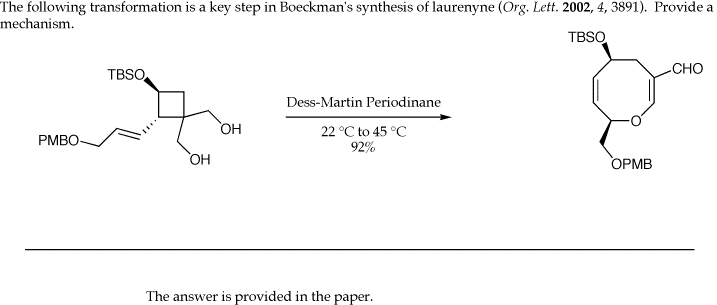 The following transformation is a key step in Boeckman's synthesis of laurenyne (Org. Lett. 2002, 4, 3891).  Provide a
mechanism.
TBSO
PMBO
OH
OH
Dess-Martin Periodinane
22 °C to 45 °C
92%
TBSO
CHO
O
OPMB
The answer is provided in the paper.